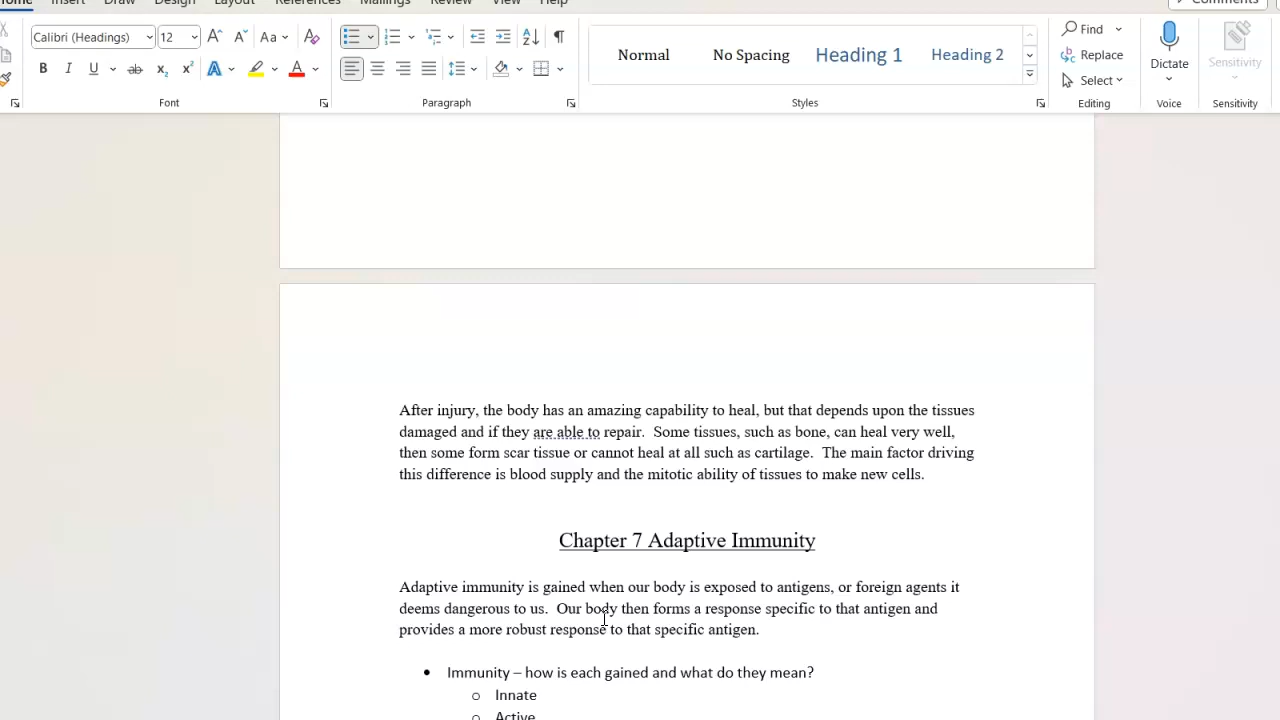 Home Insert Draw Design Layout References Mailings Review View Help Comments
Calibri (Headings) 12 Aa
Normal No Spacing Heading 1 Heading 2
Find
Replace
Select
Dictate
Sensitivity
Font Paragraph Styles Editing Voice Sensitivity
After injury, the body has an amazing capability to heal, but that depends upon the tissues
damaged and if they are able to repair. Some tissues, such as bone, can heal very well,
then some form scar tissue or cannot heal at all such as cartilage. The main factor driving
this difference is blood supply and the mitotic ability of tissues to make new cells.
Chapter 7 Adaptive Immunity
Adaptive immunity is gained when our body is exposed to antigens, or foreign agents it
deems dangerous to us. Our body then forms a response specific to that antigen and
provides a more robust response to that specific antigen.
• Immunity – how is each gained and what do they mean?
o Innate
o Active